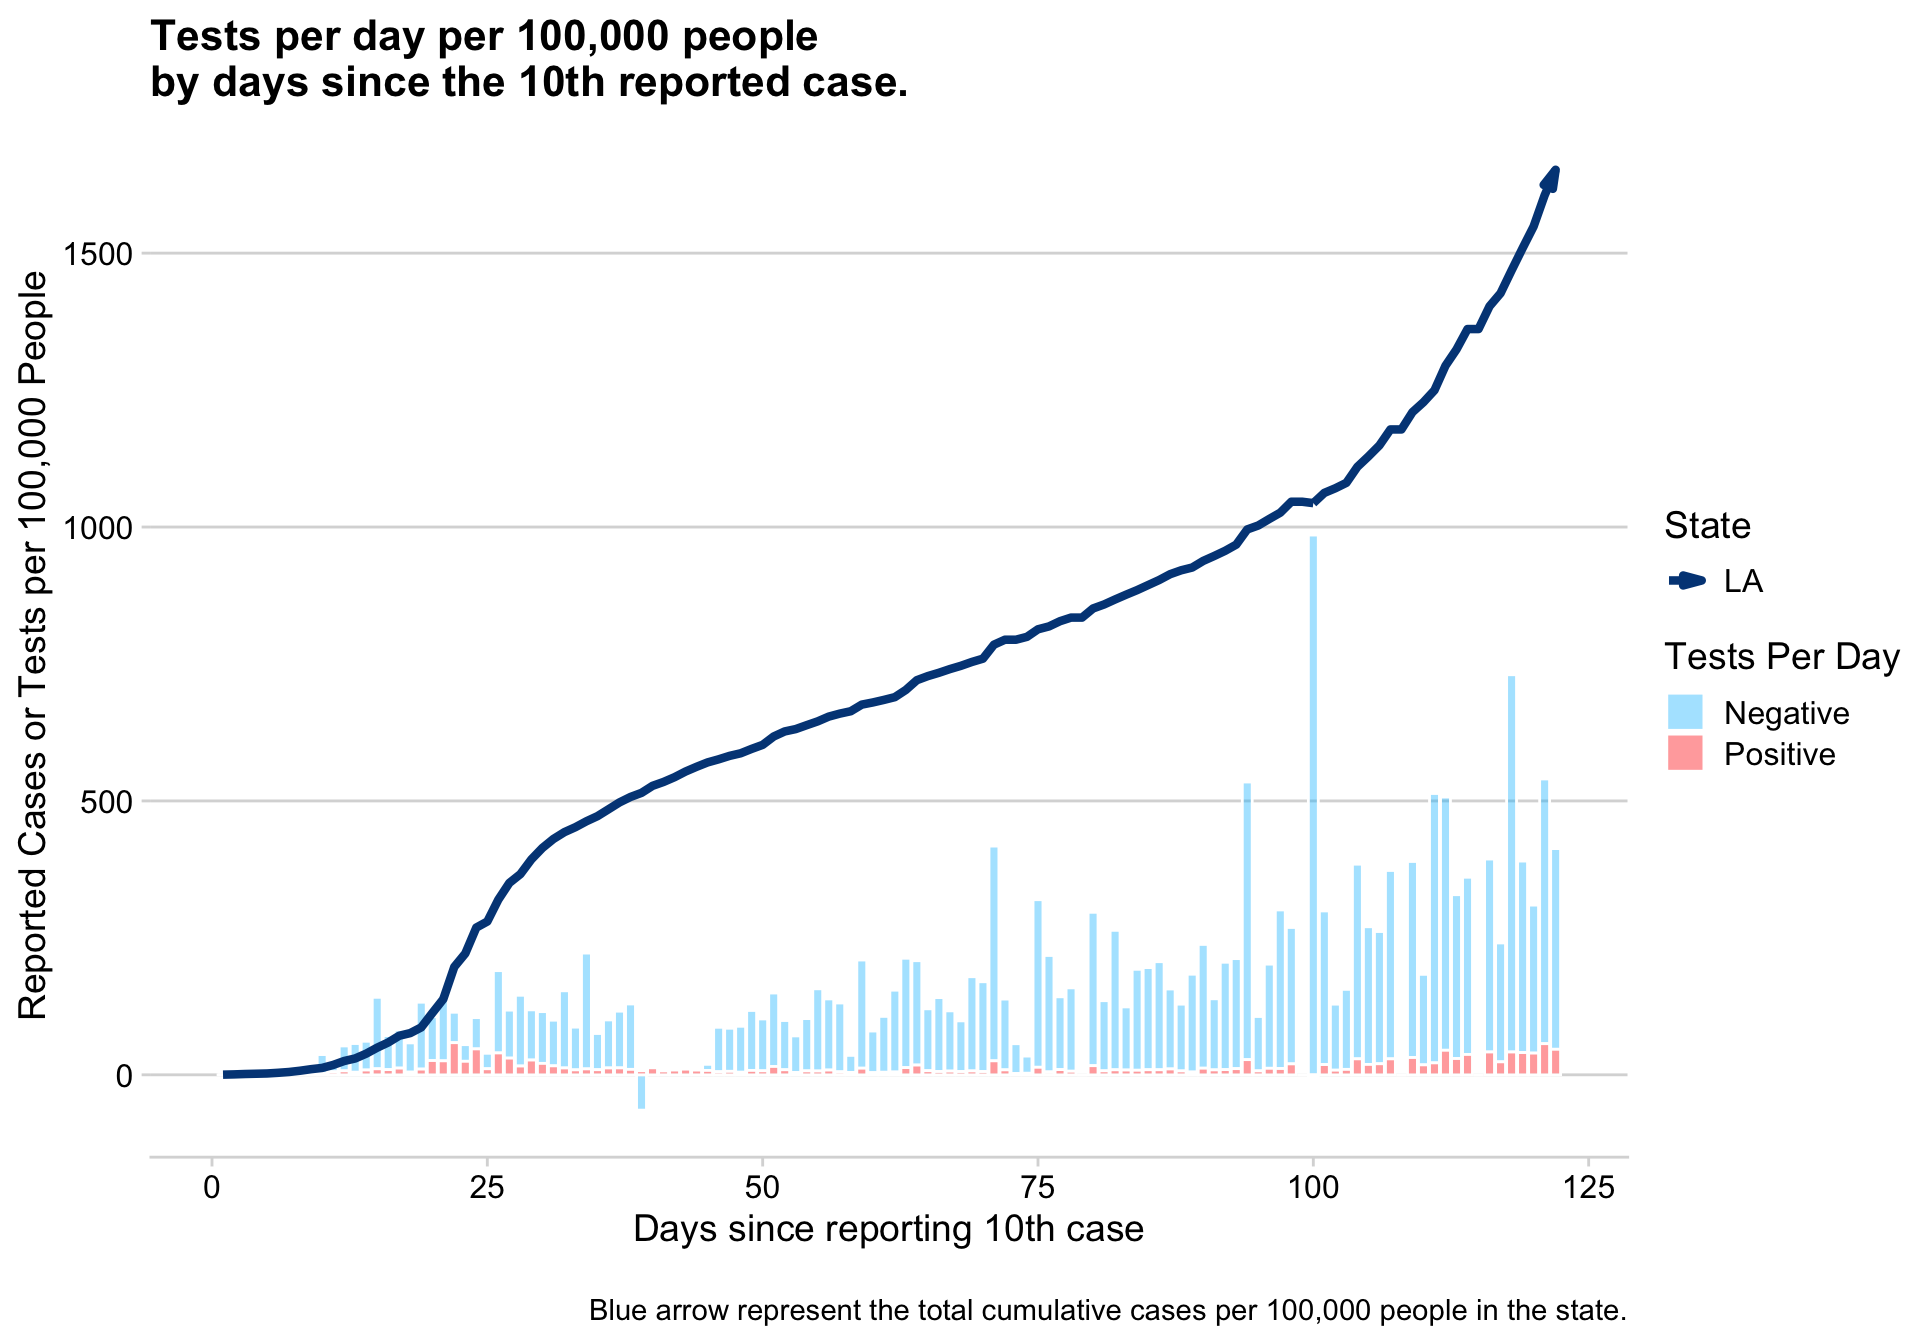 Tests per day per 100,000 people
by days since the 10th reported case.
Reported Cases or Tests per 100,000 People
1500
1000
500
0
0
25
50
75
100
125
Days since reporting 10th case
State
LA
Tests Per Day
Negative
Positive
Blue arrow represent the total cumulative cases per 100,000 people in the state.